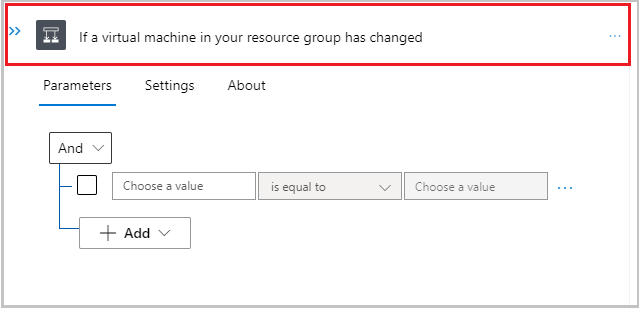 If a virtual machine in your resource group has changed
Parameters Settings About
And
Choose a value is equal to Choose a value
Add